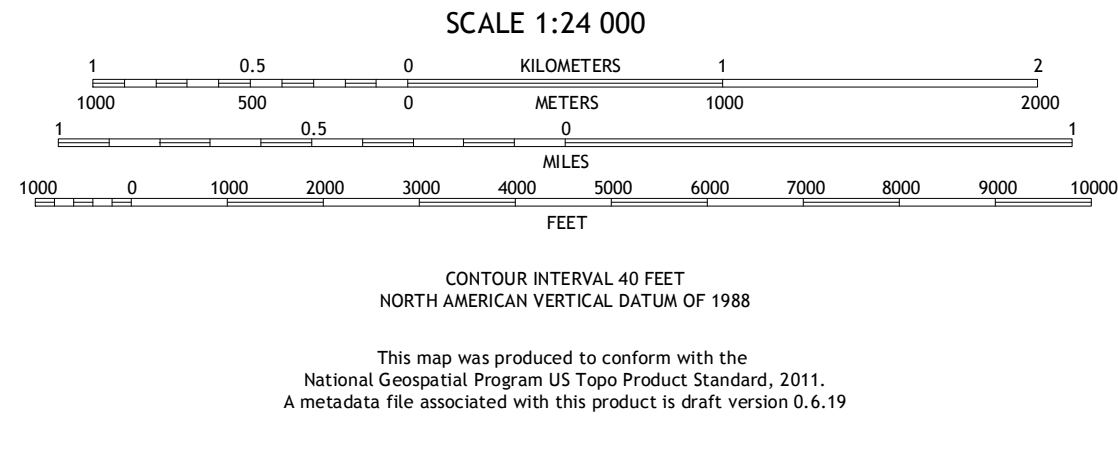 SCALE 1:24 000
1 0.5 0 KILOMETERS 1 2
1000 500 0 METERS 1000 2000
1 0.5 0 1
MILES
1000 0 1000 2000 3000 4000 5000 6000 7000 8000 9000 10000
FEET
CONTOUR INTERVAL 40 FEET
NORTH AMERICAN VERTICAL DATUM OF 1988
This map was produced to conform with the
National Geospatial Program US Topo Product Standard, 2011.
A metadata file associated with this product is draft version 0.6.19